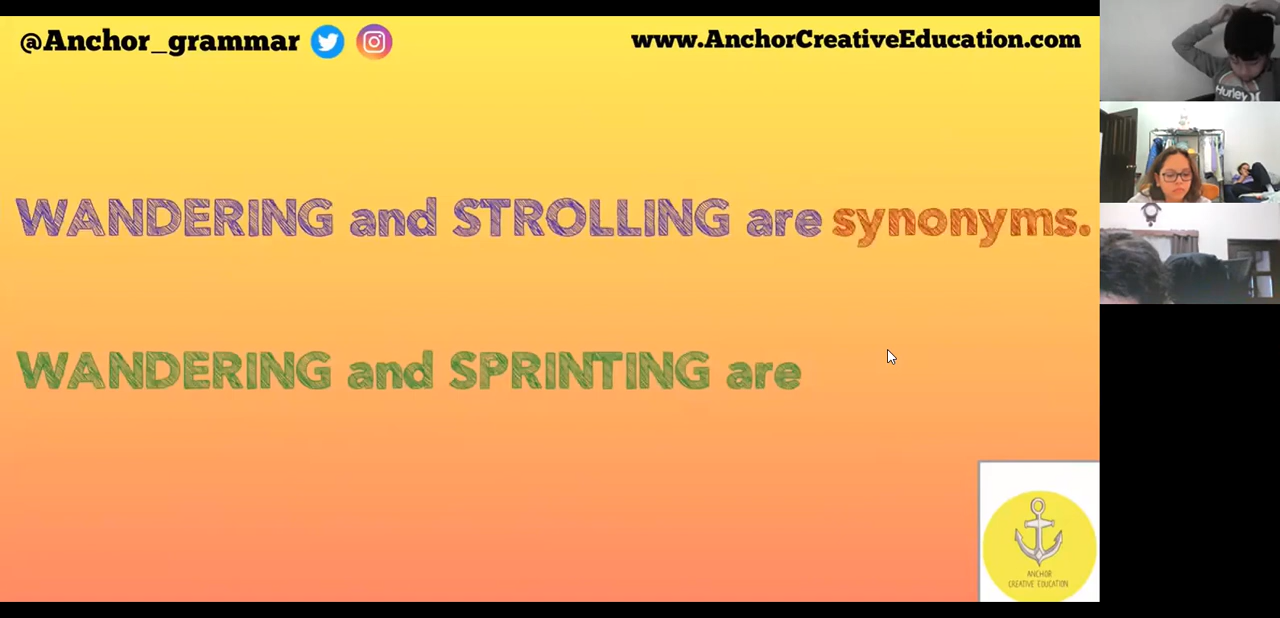 @Anchor_grammar
www.AnchorCreativeEducation.com
Hurley
WANDERING and STROLLING are synonyms.
WANDERING and SPRINTING are
ANCHOR
CREATIVE EDUCATION